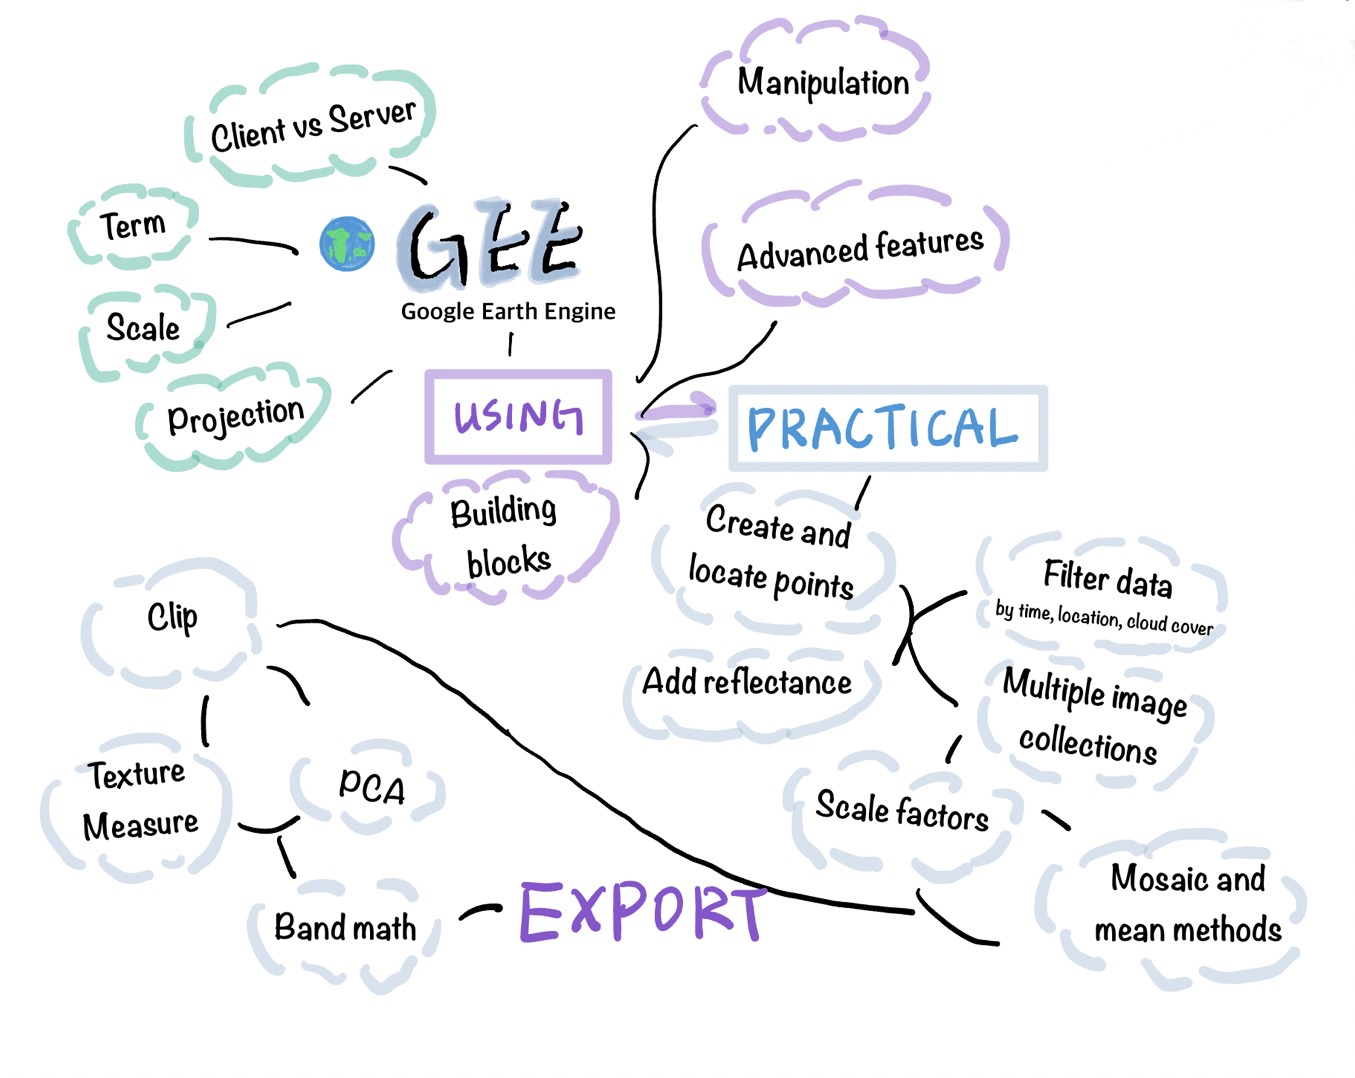 Manipulation
Client vs Server
Term
GEE
Advanced features
Google Earth Engine
Scale
Projection
USING
PRACTICAL
Building
blocks
Create and
locate points
Filter data
by time, location, cloud cover
Clip
Add reflectance
Multiple image
collections
Texture
Measure
PCA
Scale factors
Mosaic and
mean methods
Band math
EXPORT